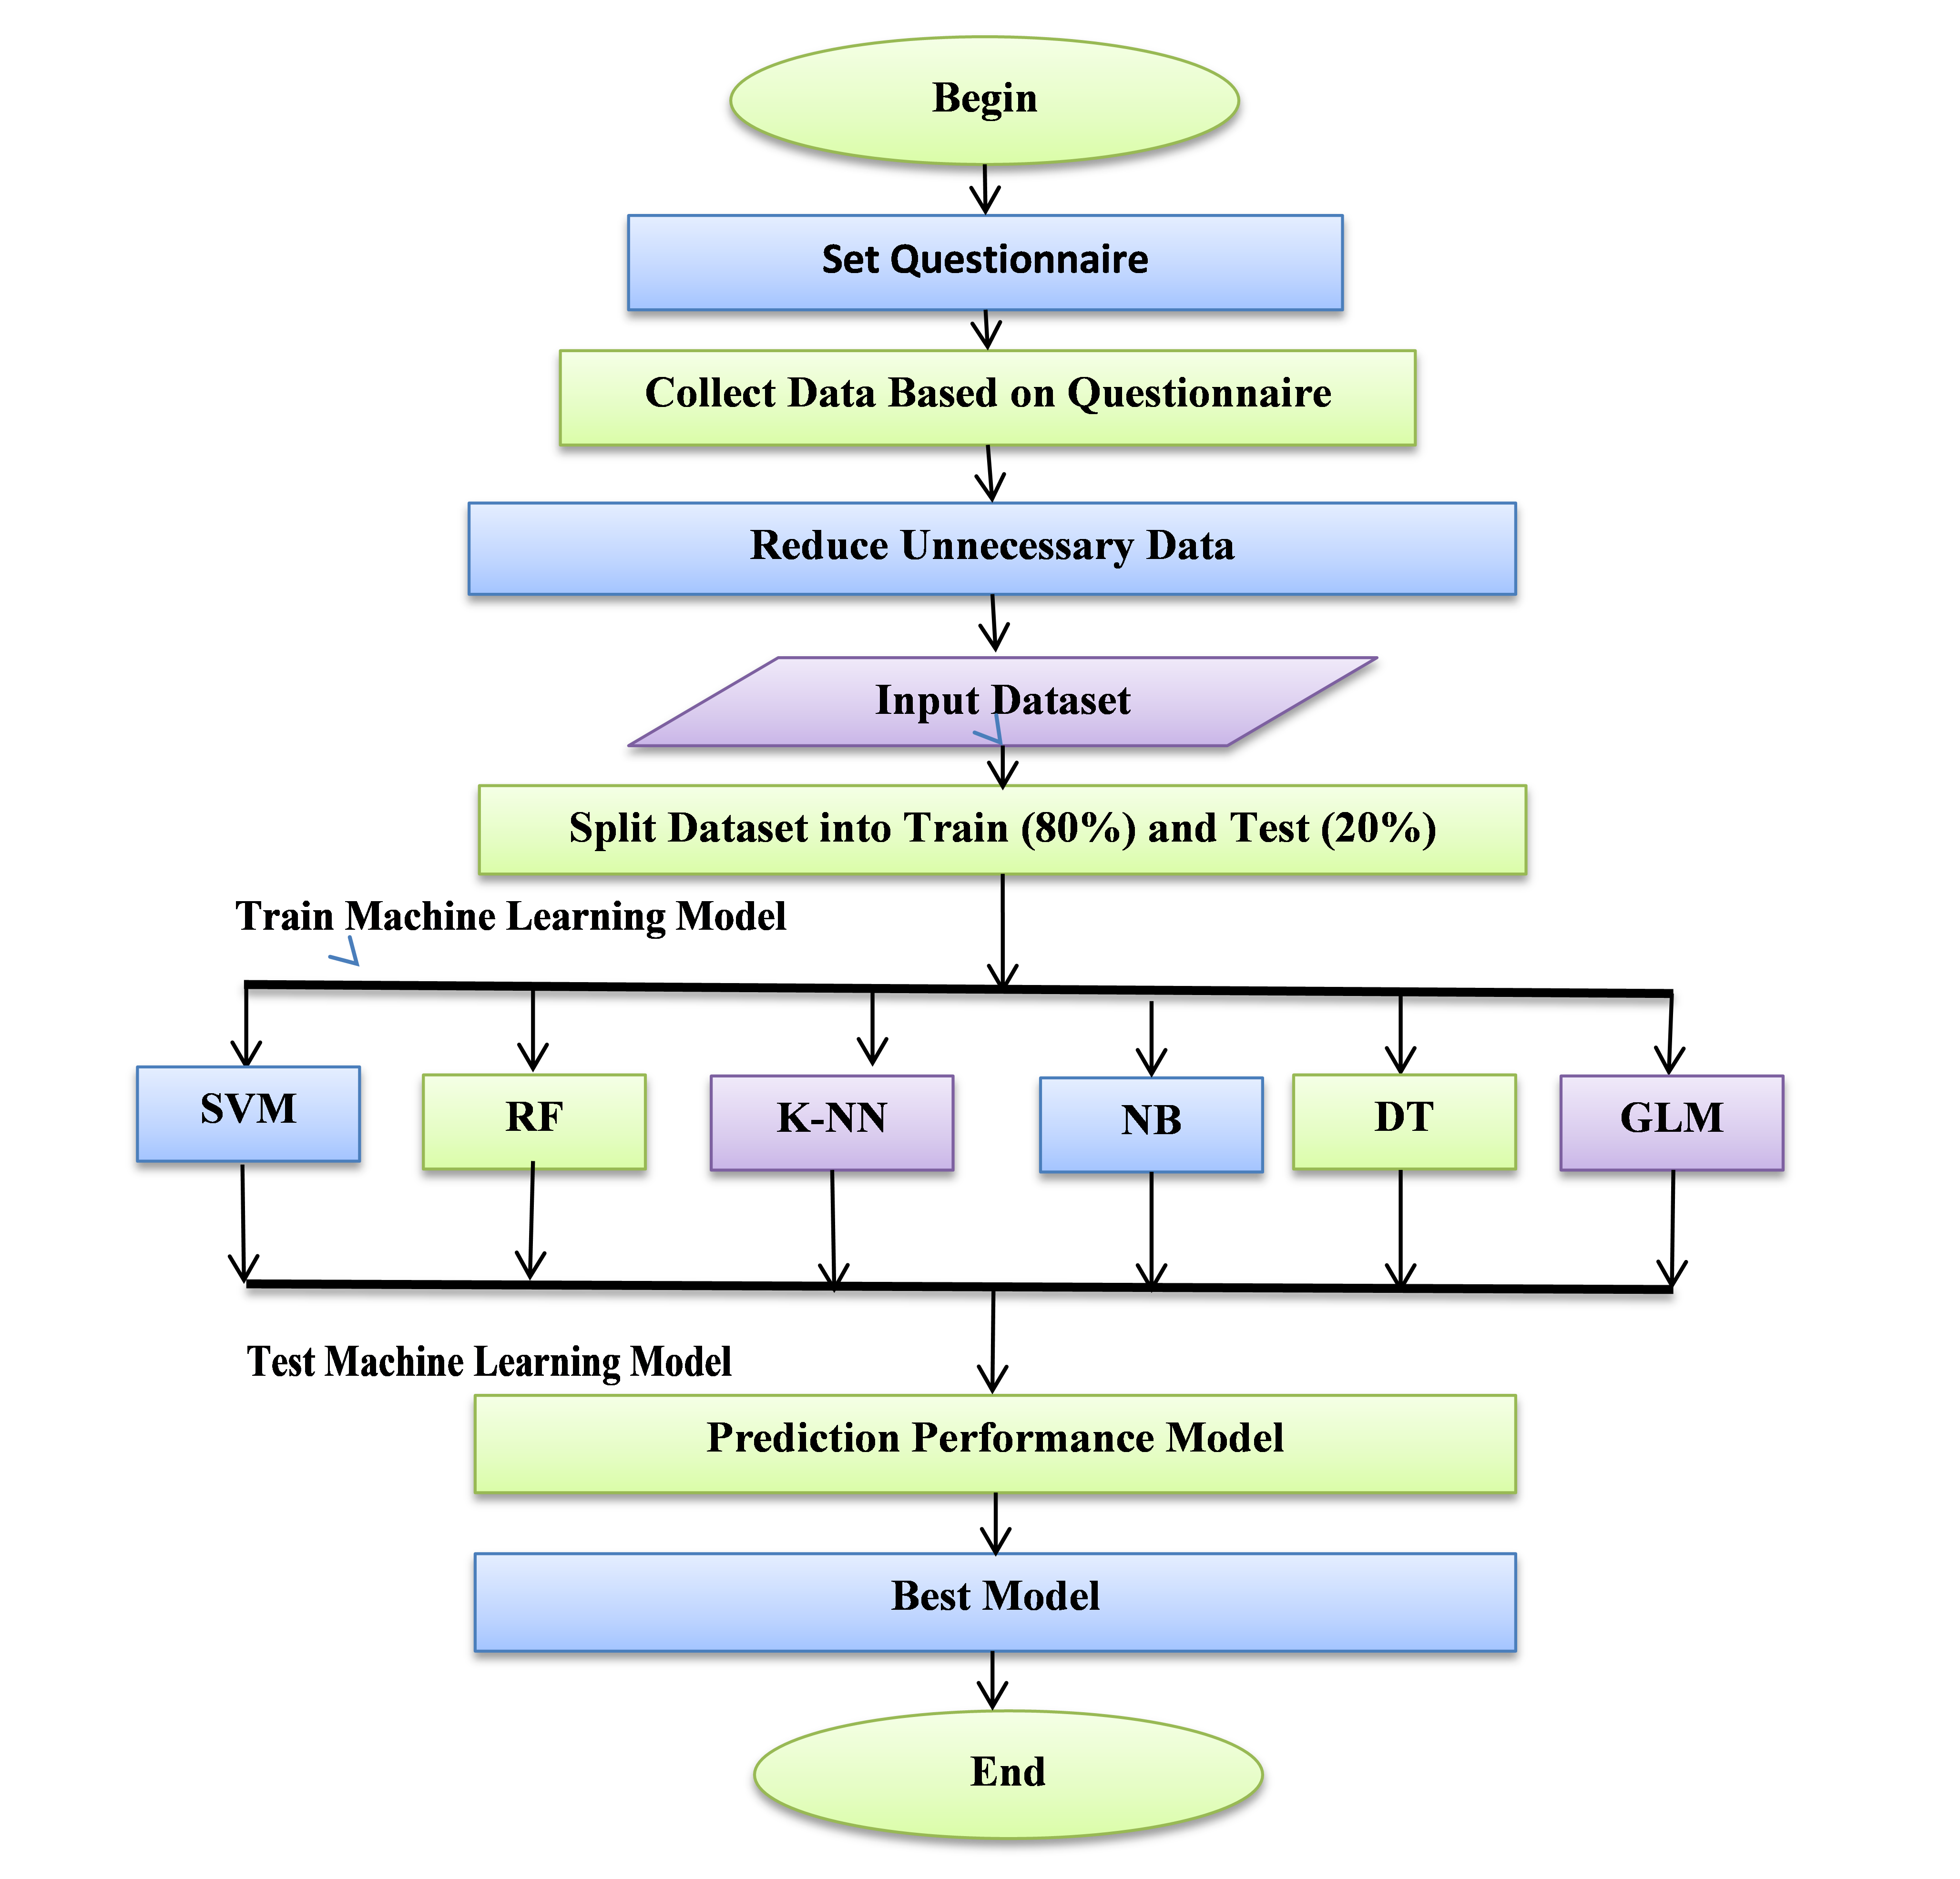 Begin
Set Questionnaire
Collect Data Based on Questionnaire
Reduce Unnecessary Data
Input Dataset
Split Dataset into Train (80%) and Test (20%)
Train Machine Learning Model
SVM
RF
K-NN
NB
DT
GLM
Test Machine Learning Model
Prediction Performance Model
Best Model
End